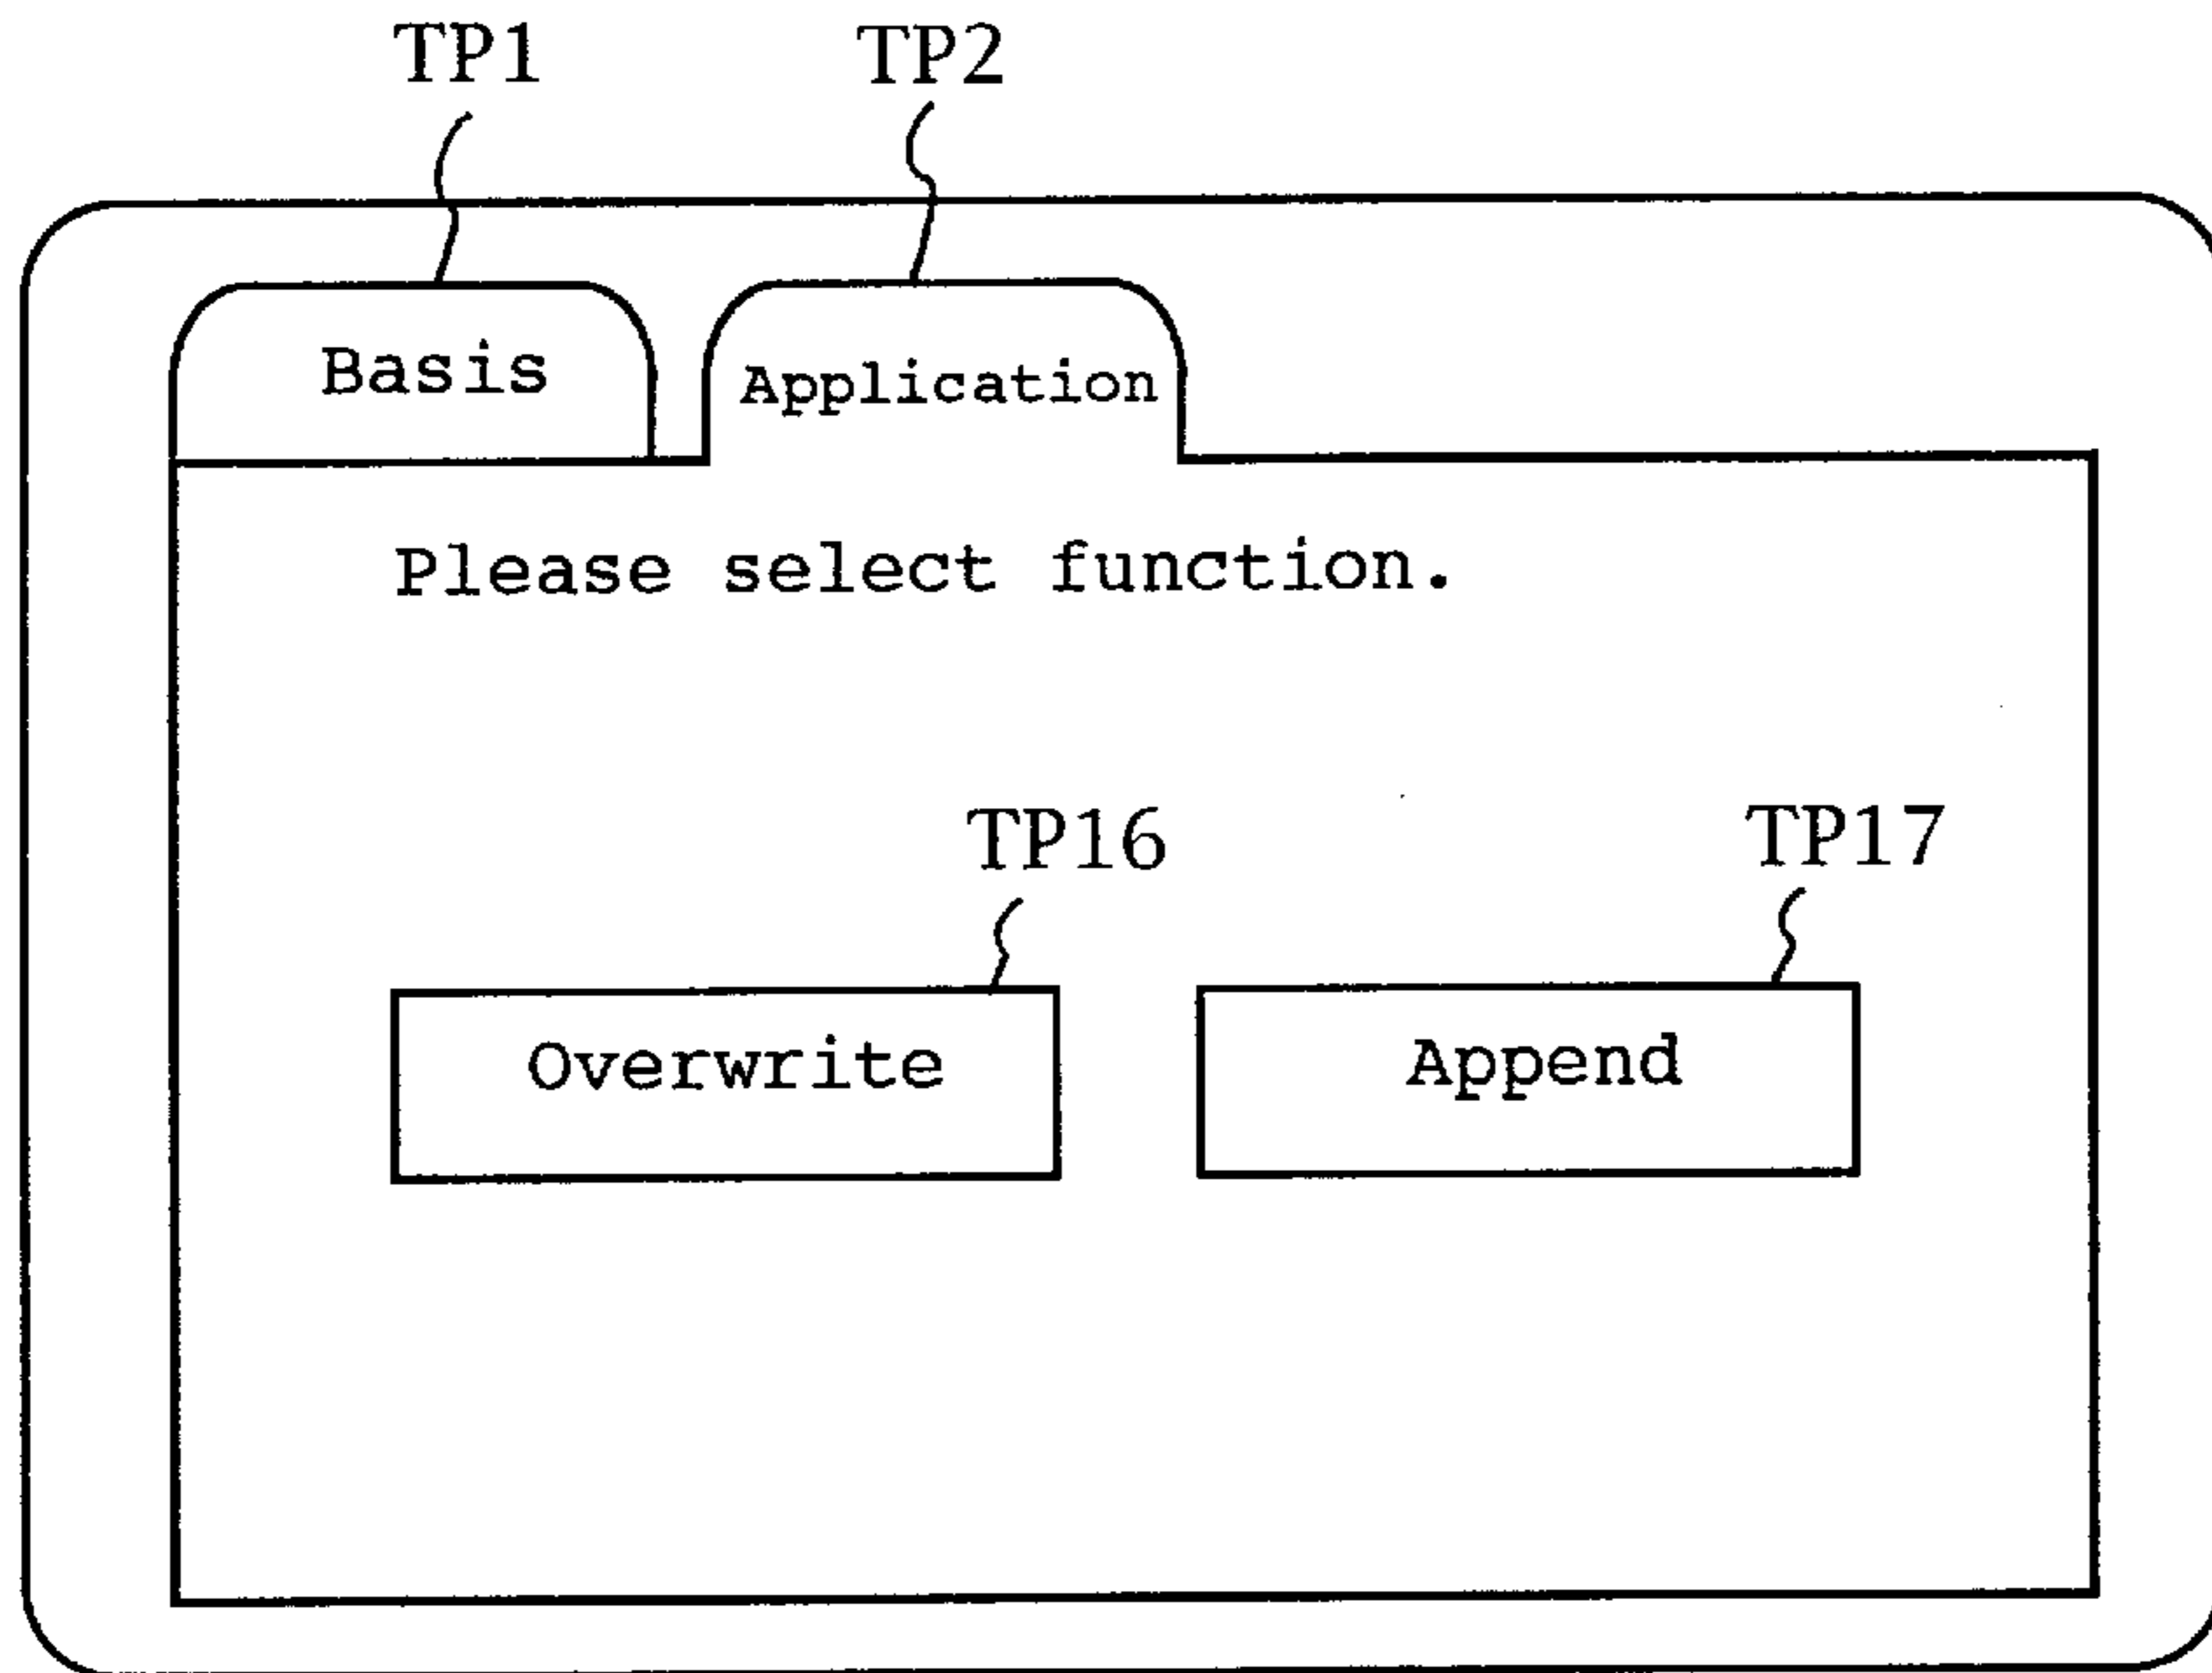 TP1 TP2
Basis Application
Please select function.
TP16 TP17
Overwrite Append